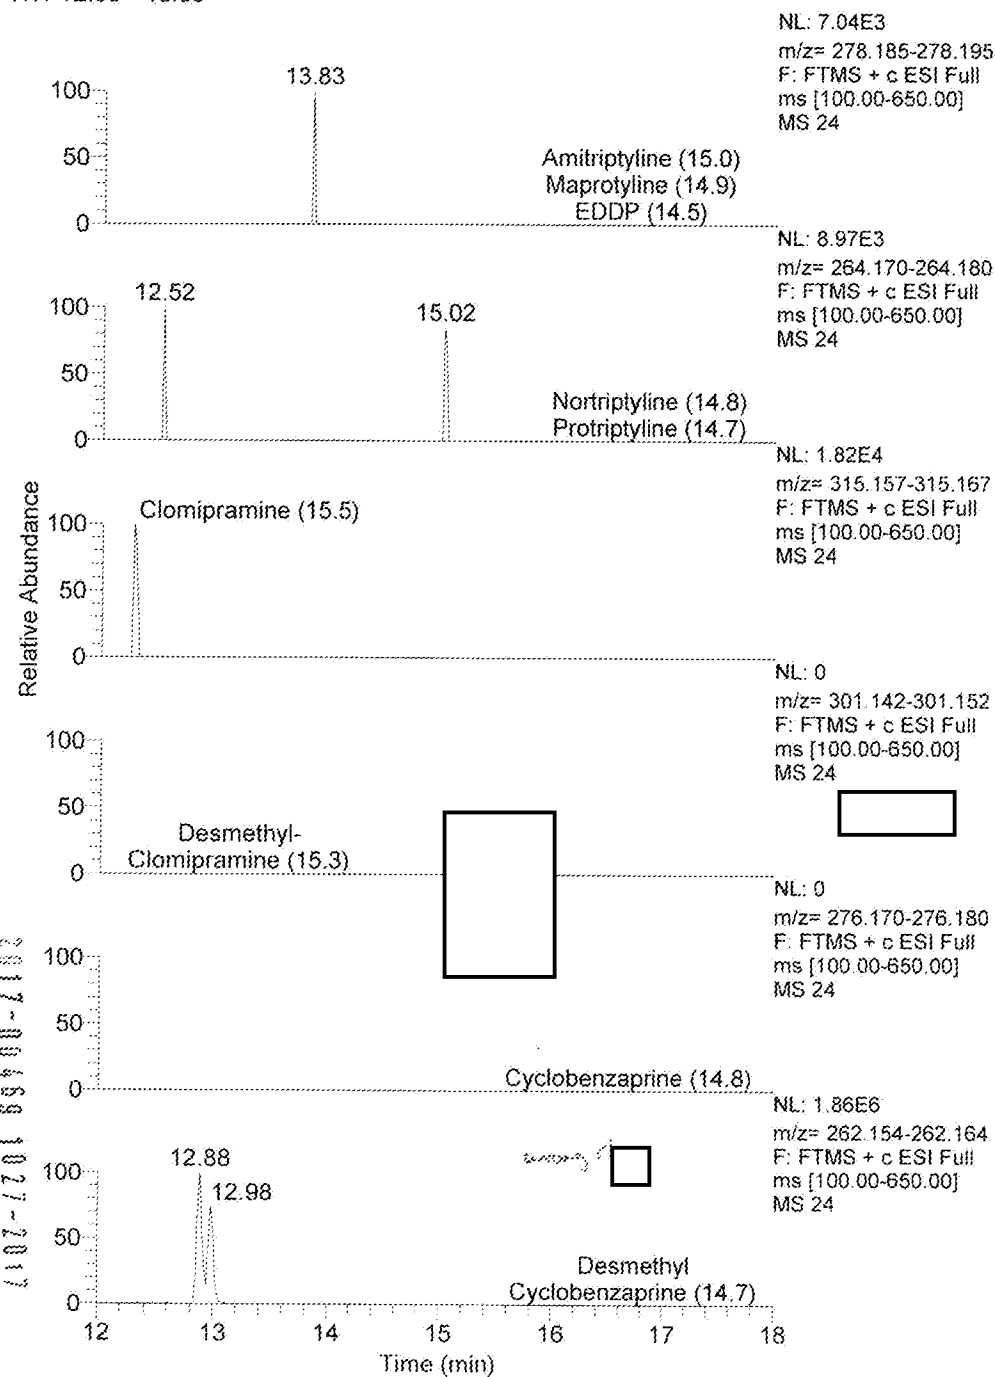 NL: 7.04E3
m/z= 278.185-278.195
F: FTMS + c ESI Full
ms [100.00-650.00]
MS 24
13.83
100
50
0
Amitriptyline (15.0)
Maprotyline (14.9)
EDDP (14.5)
NL: 8.97E3
m/z= 264.170-264.180
F: FTMS + c ESI Full
ms [100.00-650.00]
MS 24
12.52
15.02
100
50
0
Nortriptyline (14.8)
Protriptyline (14.7)
NL: 1.82E4
m/z= 315.157-315.167
F: FTMS + c ESI Full
ms [100.00-650.00]
MS 24
Clomipramine (15.5)
100
50
0
Relative Abundance
NL: 0
m/z= 301.142-301.152
F: FTMS + c ESI Full
ms [100.00-650.00]
MS 24
100
50
0
Desmethyl-
Clomipramine (15.3)
NL: 0
m/z= 276.170-276.180
F: FTMS + c ESI Full
ms [100.00-650.00]
MS 24
100
50
0
Cyclobenzaprine (14.8)
NL: 1.86E6
m/z= 262.154-262.164
F: FTMS + c ESI Full
ms [100.00-650.00]
MS 24
12.88
12.98
100
50
0
Desmethyl
Cyclobenzaprine (14.7)
12 13 14 15 16 17 18
Time (min)